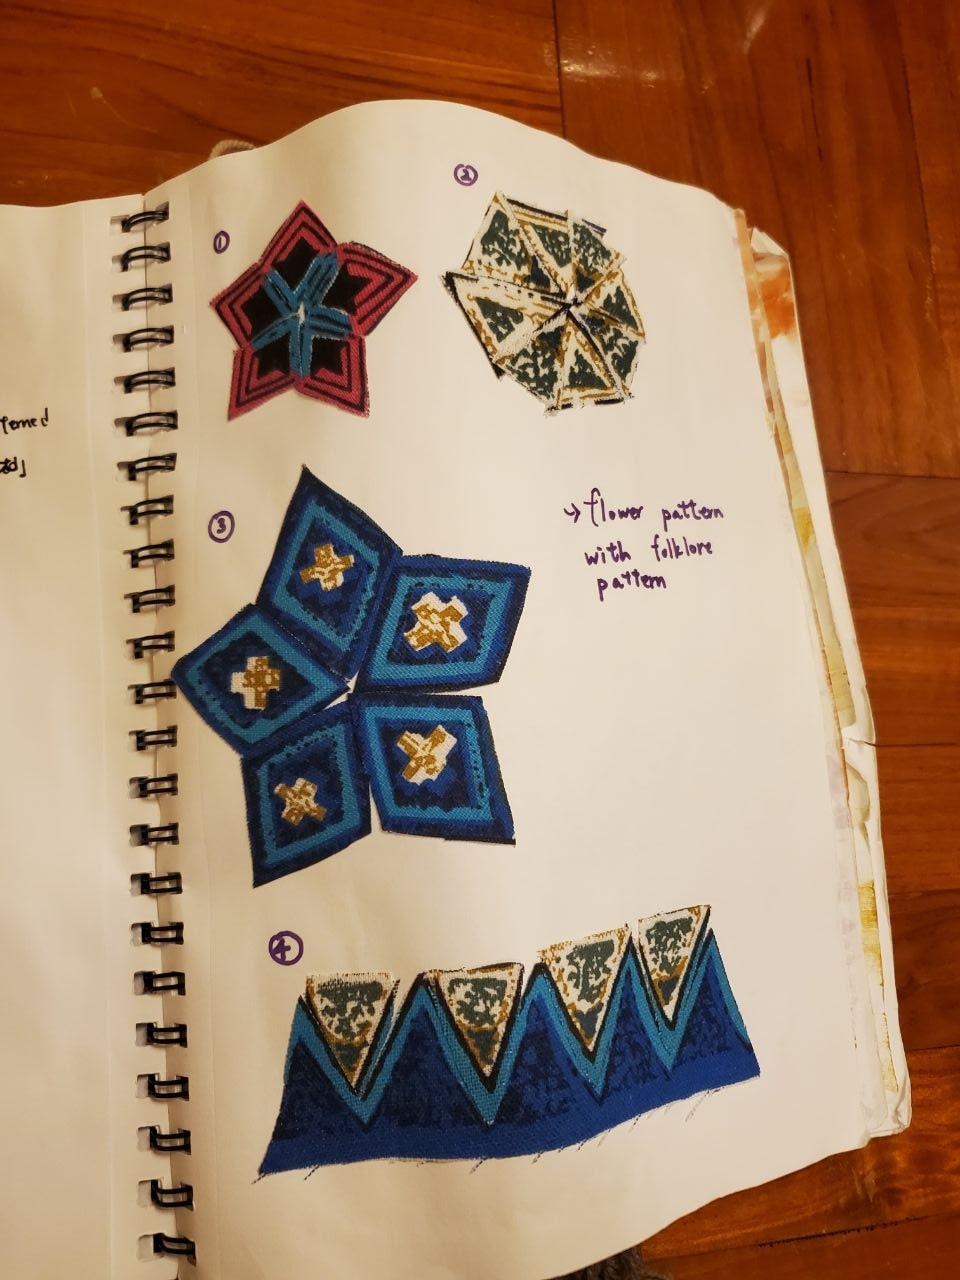 ①
②
③
→ flower pattern
with folklore
pattern
④